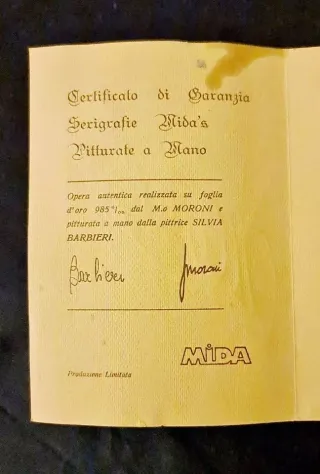 Certificato di Garanzia
Serigrafie Mida's
Pitturate a Mano
Opera autentica realizzata su foglia
d'oro 985°/₀₀ dal M.o MORONI e
pitturata a mano dalla pittrice SILVIA
BARBIERI.
Barbieri Moroni
MIDA
Produzione Limitata